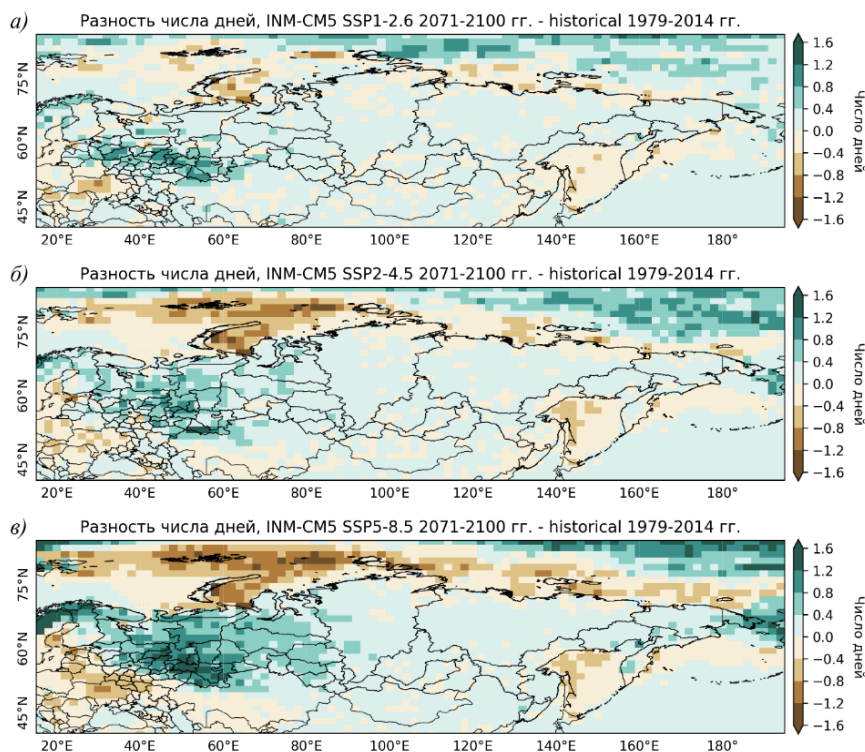 а) Разность числа дней, INM-CM5 SSP1-2.6 2071-2100 гг. - historical 1979-2014 гг.
75°N
60°N
45°N
20°E 40°E 60°E 80°E 100°E 120°E 140°E 160°E 180°
1.6
1.2
0.8
0.4
0.0
−0.4
−0.8
−1.2
−1.6
Число дней
б) Разность числа дней, INM-CM5 SSP2-4.5 2071-2100 гг. - historical 1979-2014 гг.
75°N
60°N
45°N
20°E 40°E 60°E 80°E 100°E 120°E 140°E 160°E 180°
1.6
1.2
0.8
0.4
0.0
−0.4
−0.8
−1.2
−1.6
Число дней
в) Разность числа дней, INM-CM5 SSP5-8.5 2071-2100 гг. - historical 1979-2014 гг.
75°N
60°N
45°N
20°E 40°E 60°E 80°E 100°E 120°E 140°E 160°E 180°
1.6
1.2
0.8
0.4
0.0
−0.4
−0.8
−1.2
−1.6
Число дней